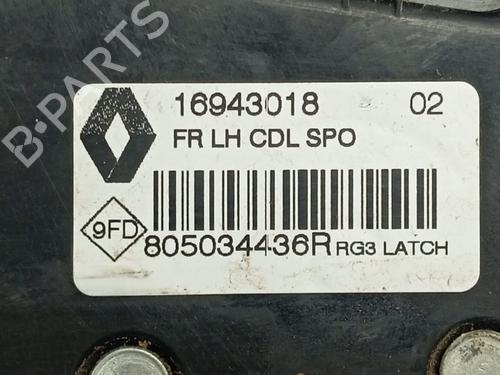 B-PARTS
16943018 02
FR LH CDL SPO
9FD
805034436R RG3 LATCH